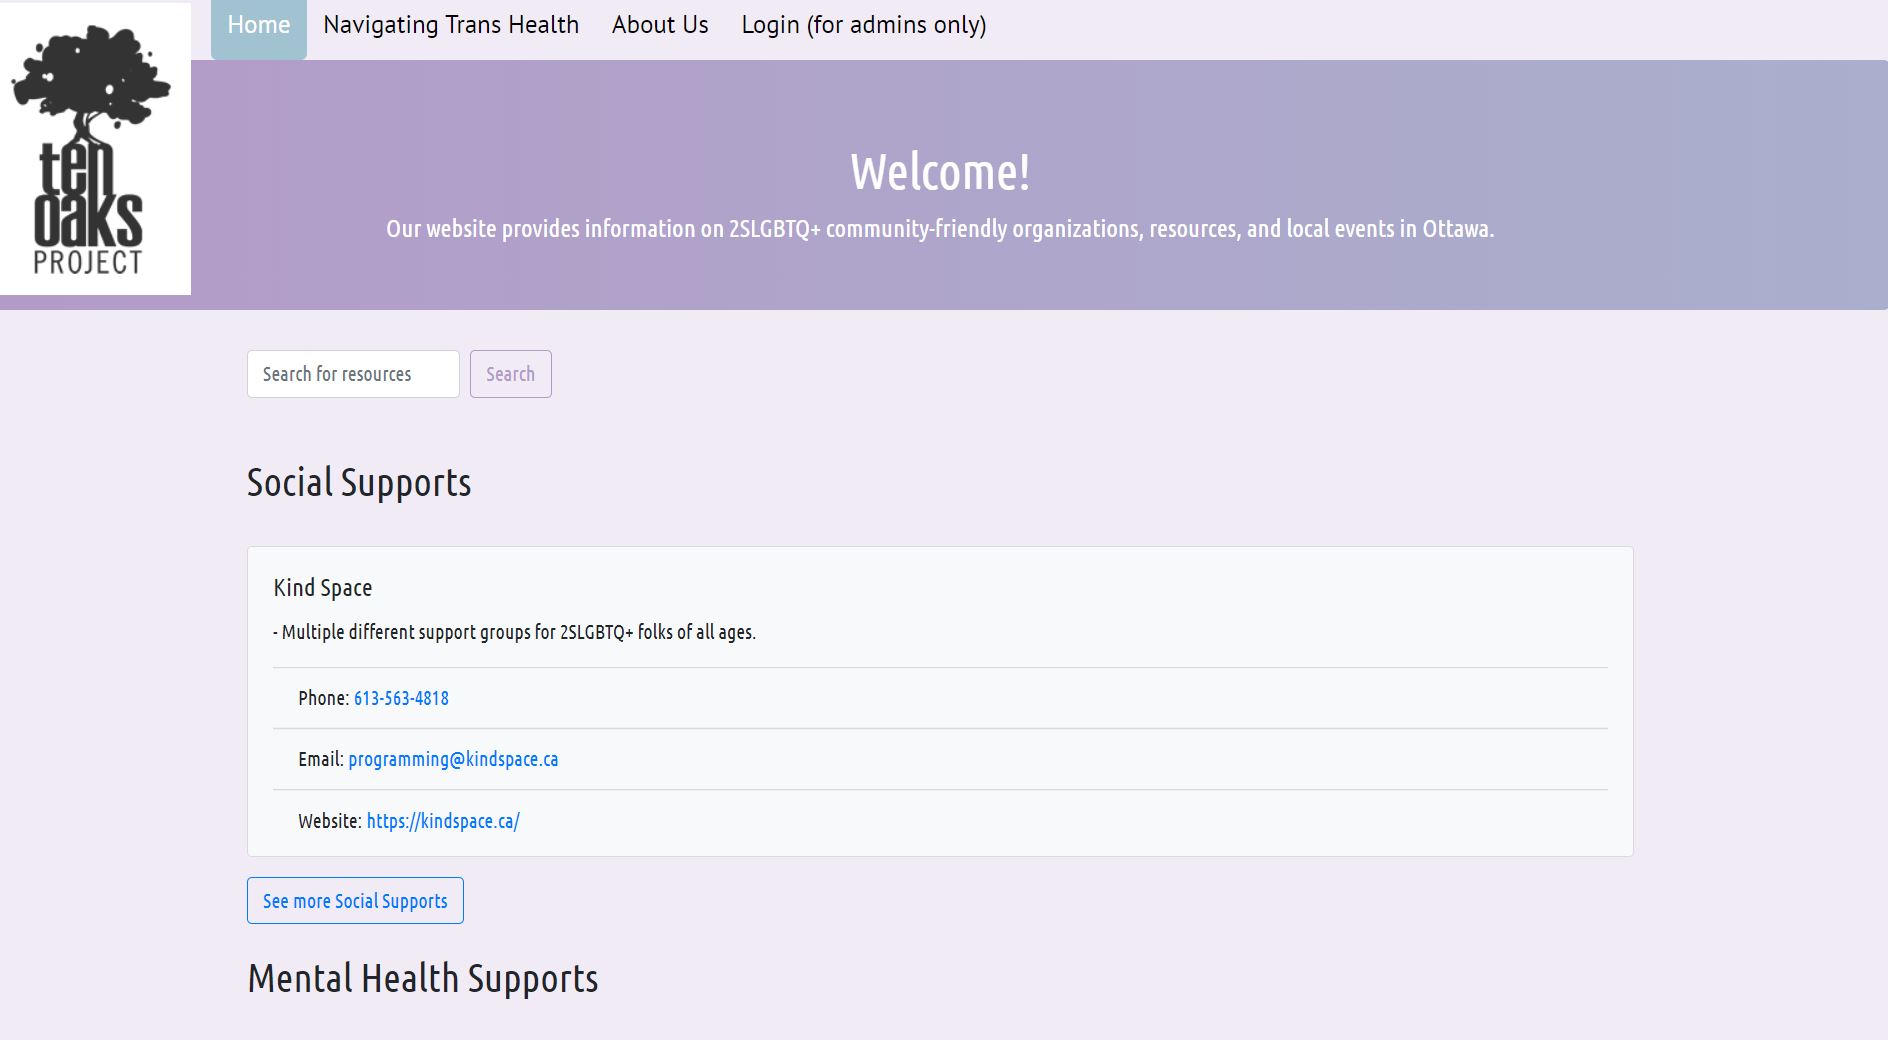 ten
oaks
PROJECT
Home
Navigating Trans Health
About Us
Login (for admins only)
Welcome!
Our website provides information on 2SLGBTQ+ community-friendly organizations, resources, and local events in Ottawa.
Search for resources
Search
Social Supports
Kind Space
- Multiple different support groups for 2SLGBTQ+ folks of all ages.
Phone: 613-563-4818
Email: programming@kindspace.ca
Website: https://kindspace.ca/
See more Social Supports
Mental Health Supports